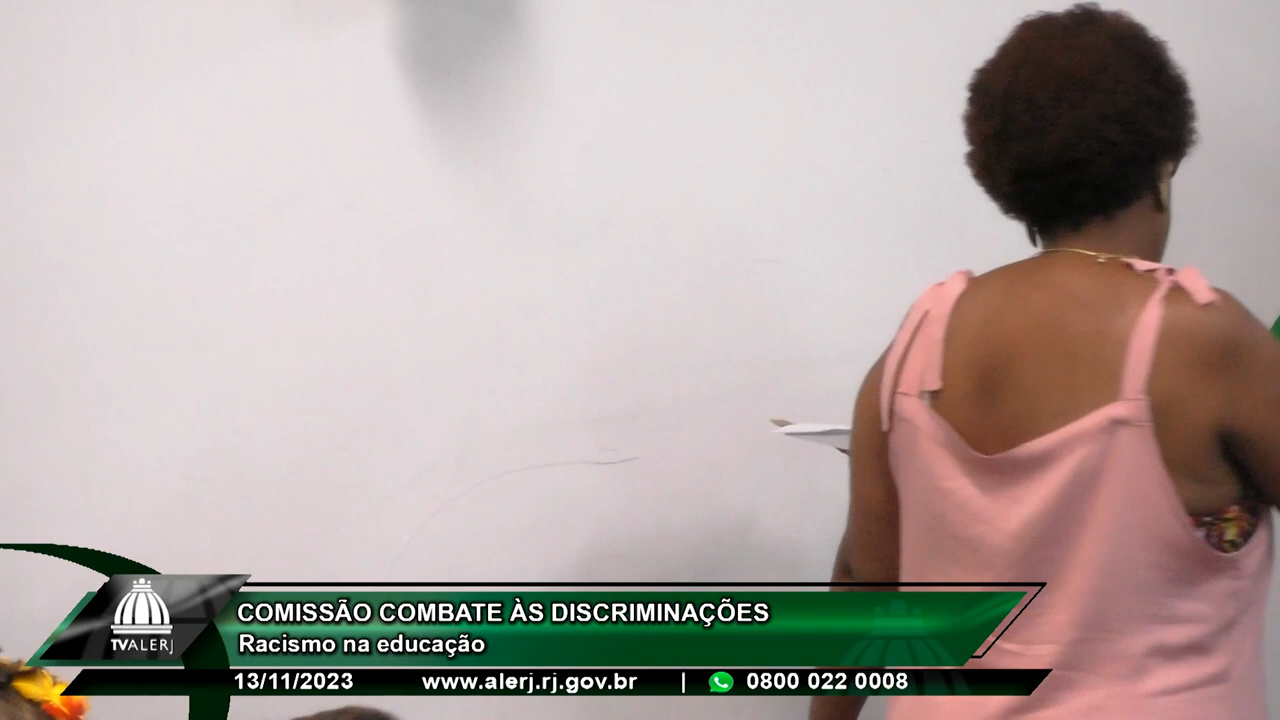 COMISSÃO COMBATE ÀS DISCRIMINAÇÕES
Racismo na educação
TVALERJ
13/11/2023 www.alerj.rj.gov.br | 0800 022 0008